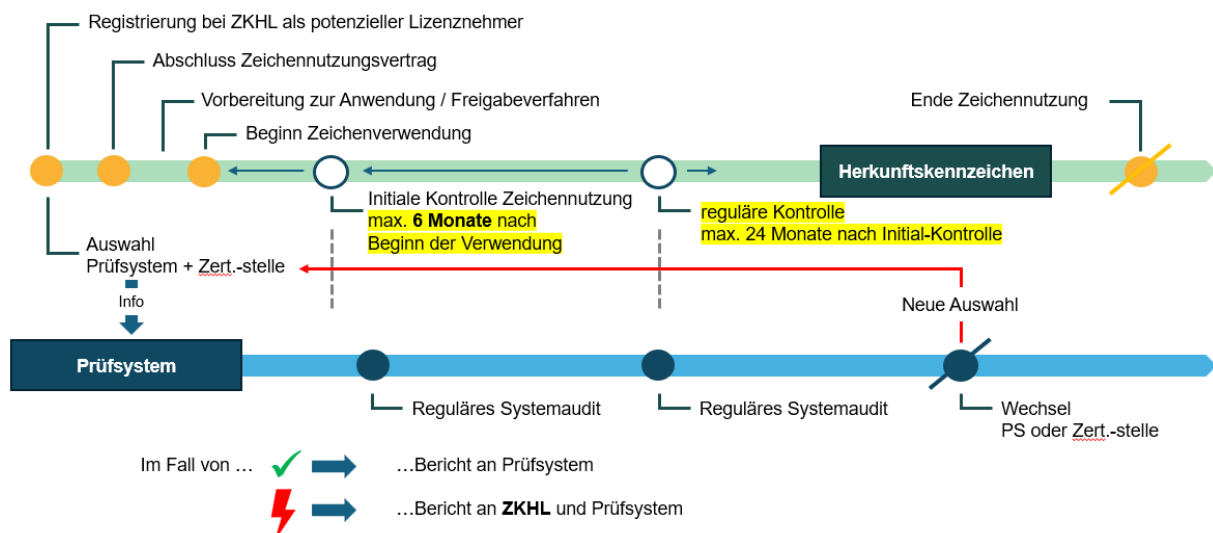 Registrierung bei ZKHL als potenzieller Lizenznehmer
Abschluss Zeichennutzungsvertrag
Vorbereitung zur Anwendung / Freigabeverfahren
Ende Zeichennutzung
Beginn Zeichenverwendung
Herkunftskennzeichen
Initiale Kontrolle Zeichennutzung
max. 6 Monate nach
Beginn der Verwendung
reguläre Kontrolle
max. 24 Monate nach Initial-Kontrolle
Auswahl
Prüfsystem + Zert.-stelle
Info
Neue Auswahl
Prüfsystem
Reguläres Systemaudit
Reguläres Systemaudit
Wechsel
PS oder Zert.-stelle
Im Fall von …
…Bericht an Prüfsystem
…Bericht an ZKHL und Prüfsystem